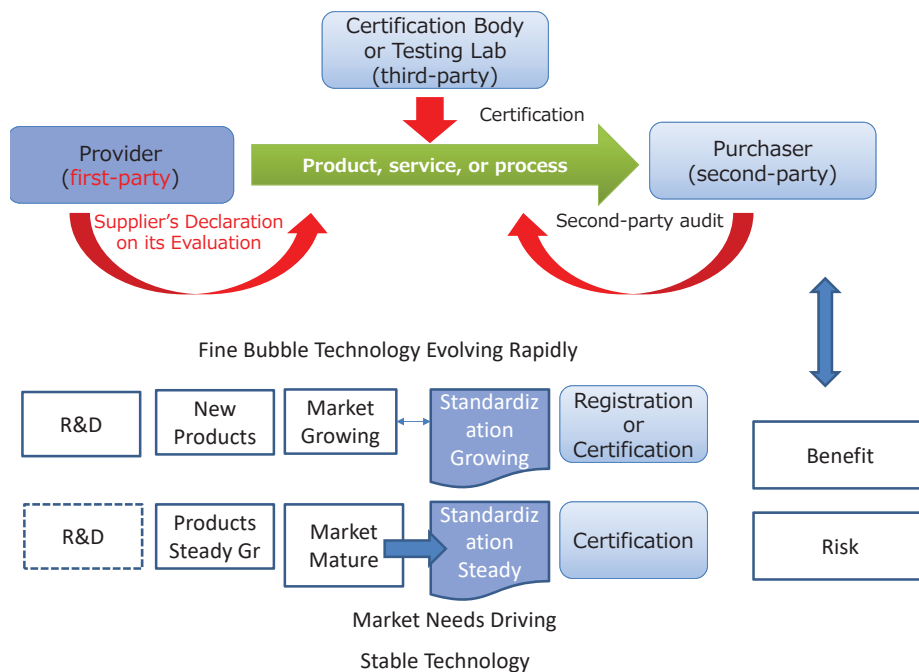 Certification Body
or Testing Lab
(third-party)
Certification
Provider
(first-party)
Product, service, or process
Purchaser
(second-party)
Supplier’s Declaration
on its Evaluation
Second-party audit
Fine Bubble Technology Evolving Rapidly
R&D
New
Products
Market
Growing
Standardiz
ation
Growing
Registration
or
Certification
Benefit
R&D
Products
Steady Gr
Market
Mature
Standardiz
ation
Steady
Certification
Risk
Market Needs Driving
Stable Technology